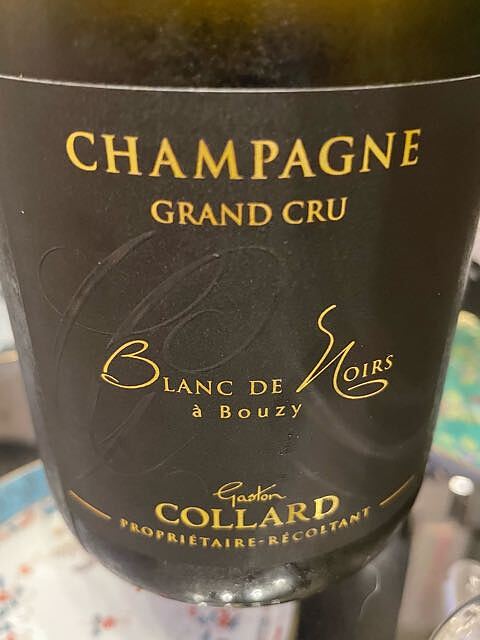 CHAMPAGNE
GRAND CRU
BLANC DE NOIRS
à Bouzy
Gaston
COLLARD
PROPRIÉTAIRE-RÉCOLTANT